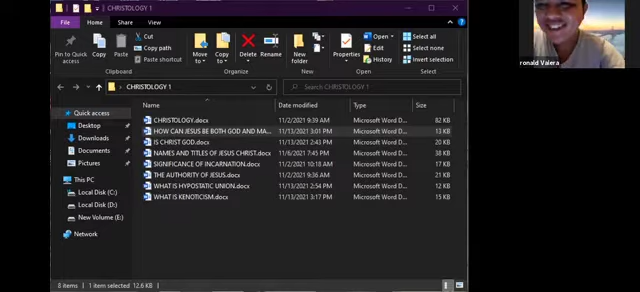 CHRISTOLOGY 1
File
Home
Share
View
Pin to Quick access
Copy
Paste
Cut
Copy path
Paste shortcut
Clipboard
Move to
Copy to
Delete
Rename
Organize
New folder
New
Properties
Open
Edit
History
Open
Select all
Select none
Invert selection
Select
CHRISTOLOGY 1
Search CHRISTOLOGY 1
Quick access
Desktop
Downloads
Documents
Pictures
This PC
Local Disk (C:)
Local Disk (D:)
New Volume (E:)
Network
Name Date modified Type Size
CHRISTOLOGY.docx 11/2/2021 9:39 AM Microsoft Word D... 82 KB
HOW CAN JESUS BE BOTH GOD AND MA... 11/13/2021 3:01 PM Microsoft Word D... 13 KB
IS CHRIST GOD.docx 11/13/2021 2:43 PM Microsoft Word D... 20 KB
NAMES AND TITLES OF JESUS CHRIST.docx 11/6/2021 7:45 PM Microsoft Word D... 38 KB
SIGNIFICANCE OF INCARNATION.docx 11/2/2021 10:18 AM Microsoft Word D... 17 KB
THE AUTHORITY OF JESUS.docx 11/2/2021 9:36 AM Microsoft Word D... 21 KB
WHAT IS HYPOSTATIC UNION.docx 11/13/2021 2:54 PM Microsoft Word D... 12 KB
WHAT IS KENOTICISM.docx 11/13/2021 3:17 PM Microsoft Word D... 15 KB
8 items 1 item selected 12.6 KB
ronald Valera